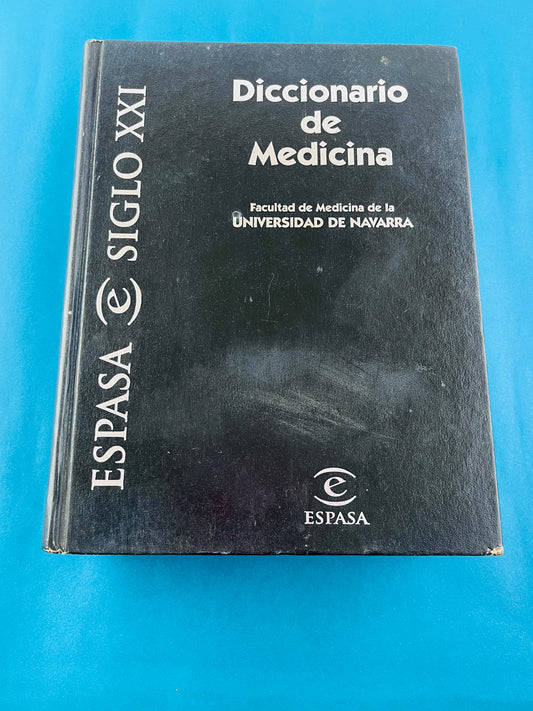 Diccionario
de
Medicina
Facultad de Medicina de la
UNIVERSIDAD DE NAVARRA
ESPASA e SIGLO XXI
e
ESPASA